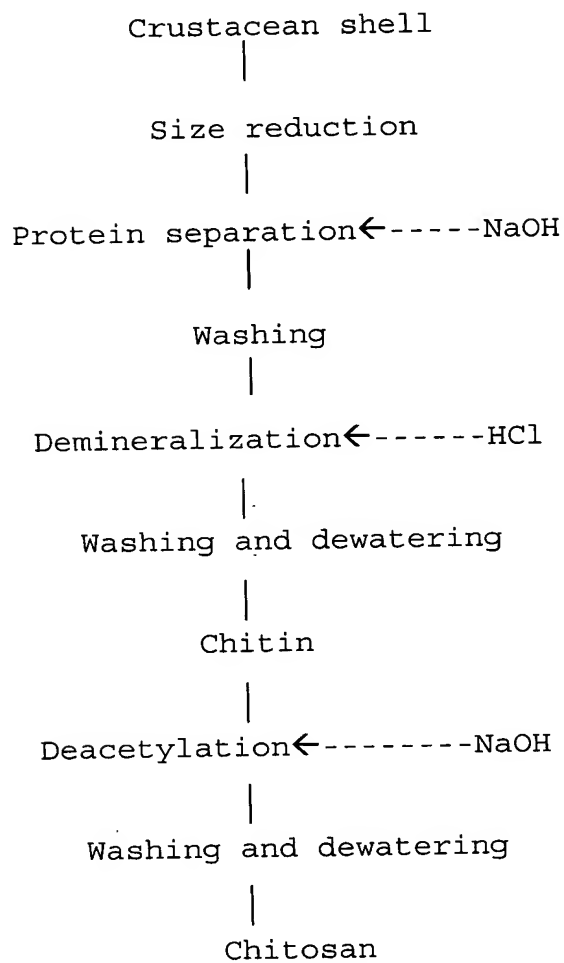 Crustacean shell
Size reduction
Protein separation←-----NaOH
Washing
Demineralization←------HCl
Washing and dewatering
Chitin
Deacetylation←--------NaOH
Washing and dewatering
Chitosan